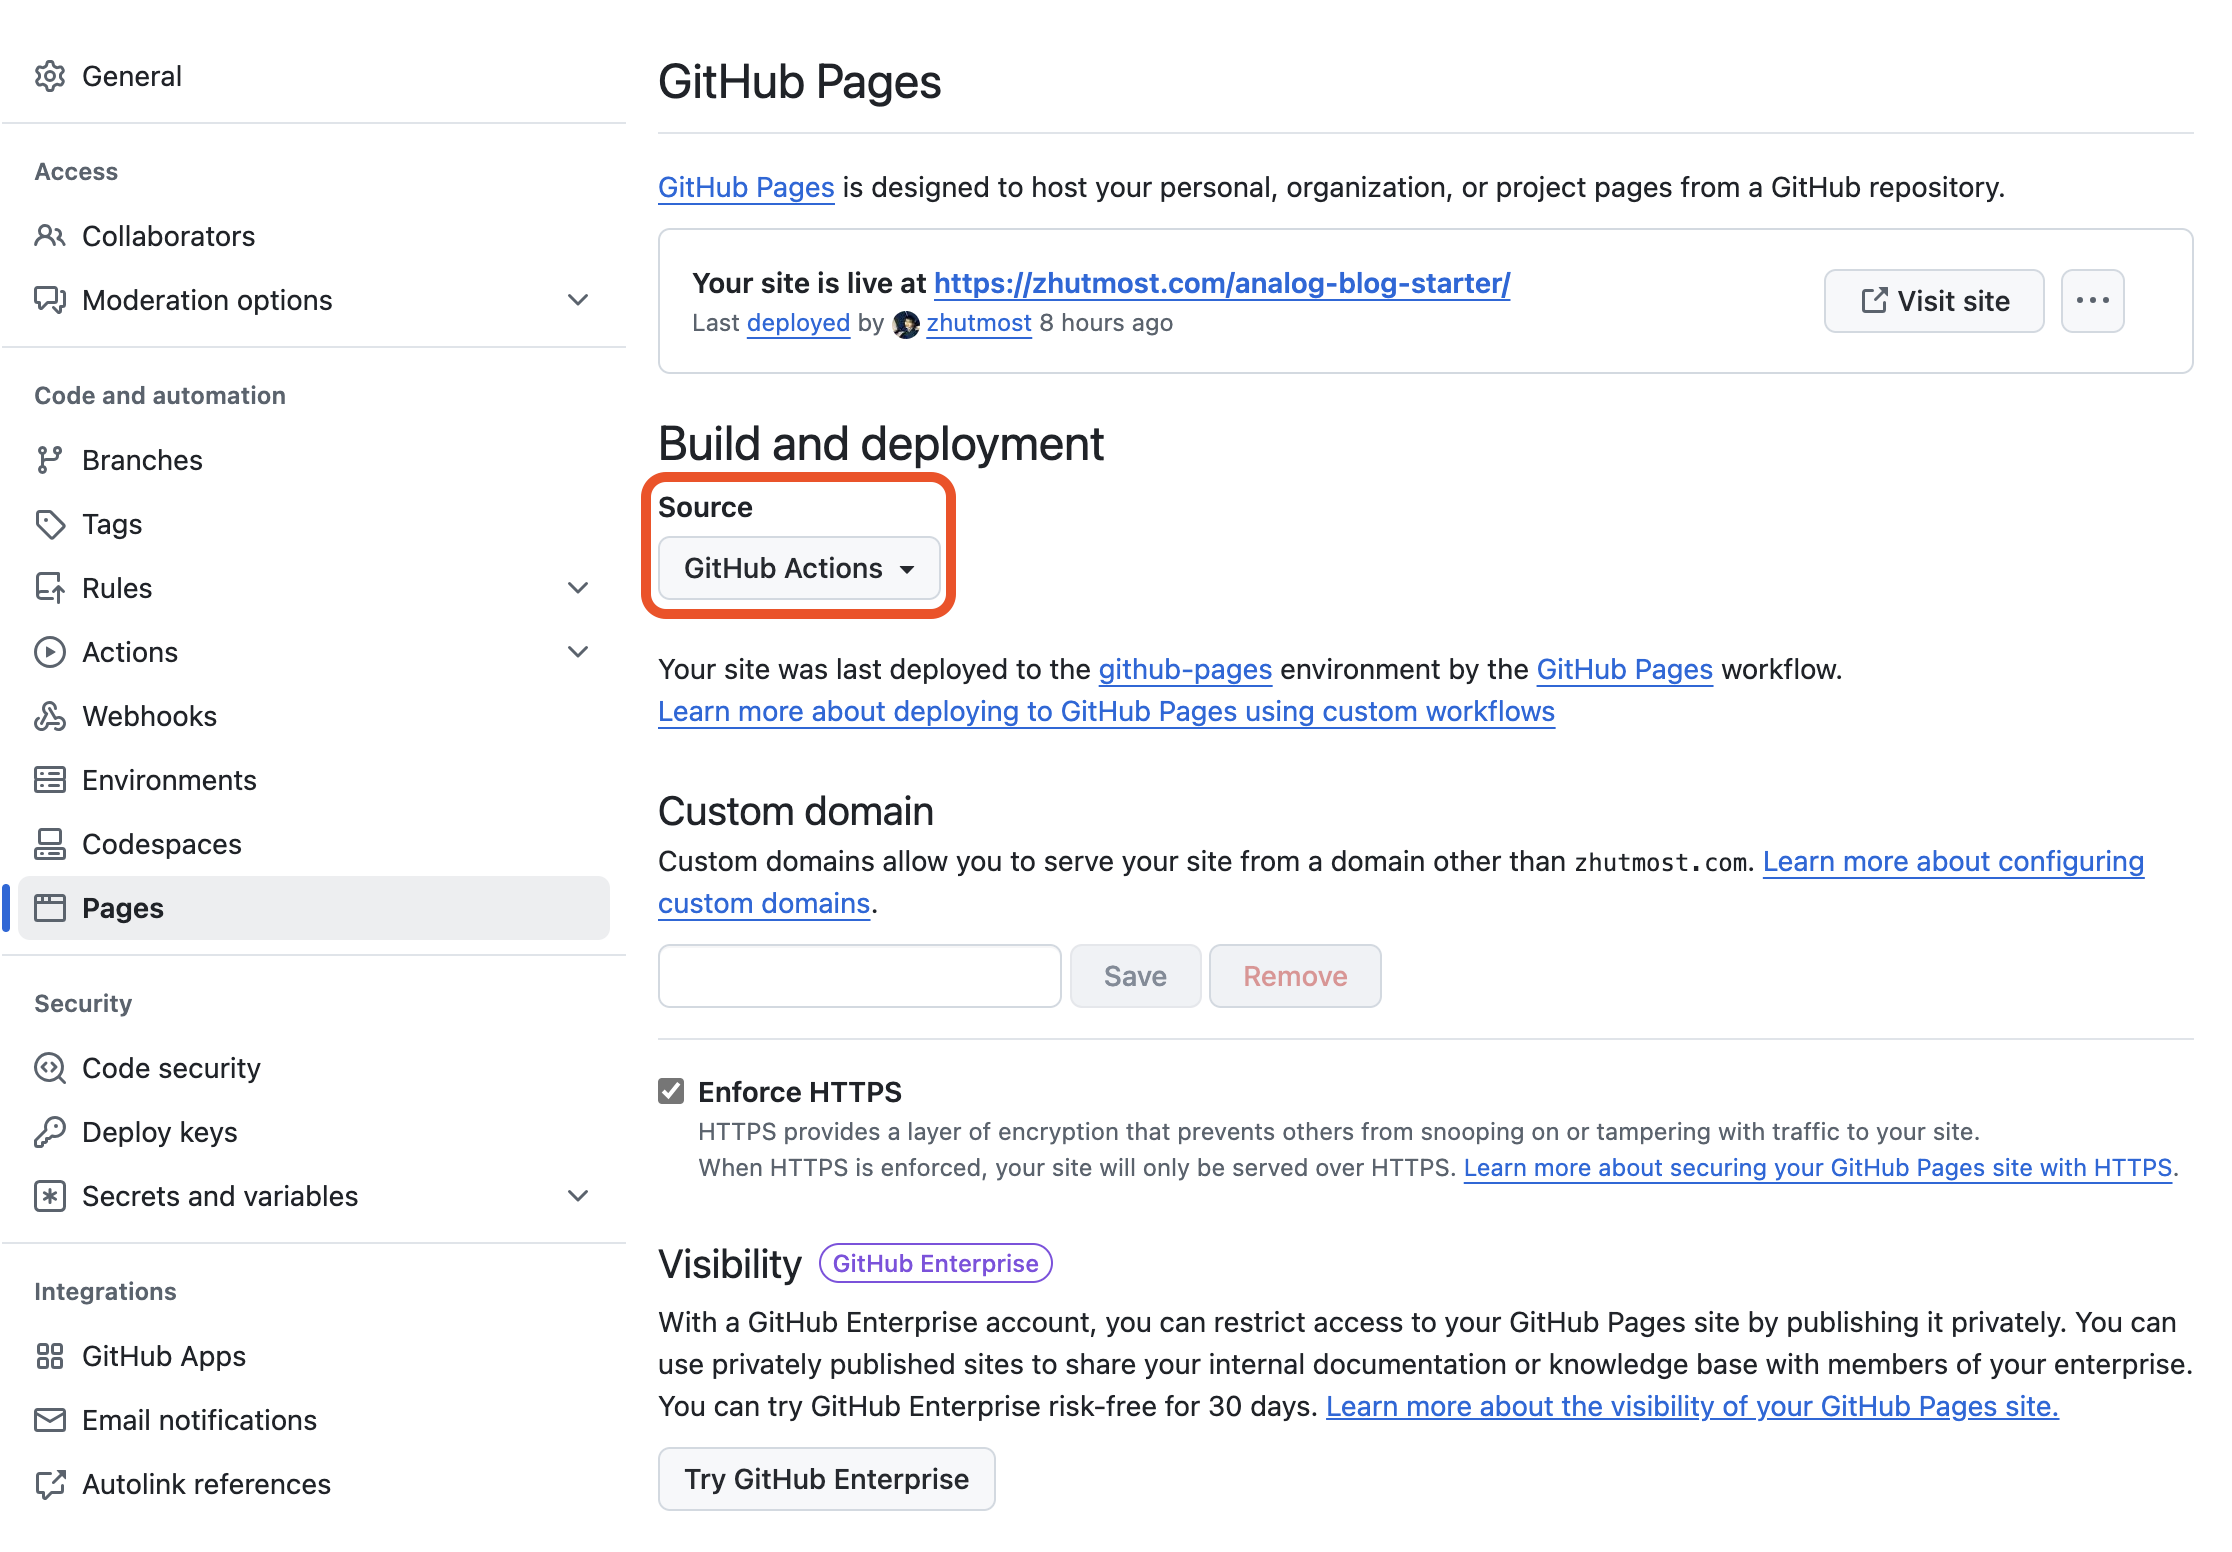 General
Access
Collaborators
Moderation options
Code and automation
Branches
Tags
Rules
Actions
Webhooks
Environments
Codespaces
Pages
Security
Code security
Deploy keys
Secrets and variables
Integrations
GitHub Apps
Email notifications
Autolink references
GitHub Pages
GitHub Pages is designed to host your personal, organization, or project pages from a GitHub repository.
Your site is live at https://zhutmost.com/analog-blog-starter/
Last deployed by zhutmost 8 hours ago
Visit site
Build and deployment
Source
GitHub Actions
Your site was last deployed to the github-pages environment by the GitHub Pages workflow.
Learn more about deploying to GitHub Pages using custom workflows
Custom domain
Custom domains allow you to serve your site from a domain other than zhutmost.com. Learn more about configuring
custom domains.
Save Remove
Enforce HTTPS
HTTPS provides a layer of encryption that prevents others from snooping on or tampering with traffic to your site.
When HTTPS is enforced, your site will only be served over HTTPS. Learn more about securing your GitHub Pages site with HTTPS.
Visibility GitHub Enterprise
With a GitHub Enterprise account, you can restrict access to your GitHub Pages site by publishing it privately. You can
use privately published sites to share your internal documentation or knowledge base with members of your enterprise.
You can try GitHub Enterprise risk-free for 30 days. Learn more about the visibility of your GitHub Pages site.
Try GitHub Enterprise